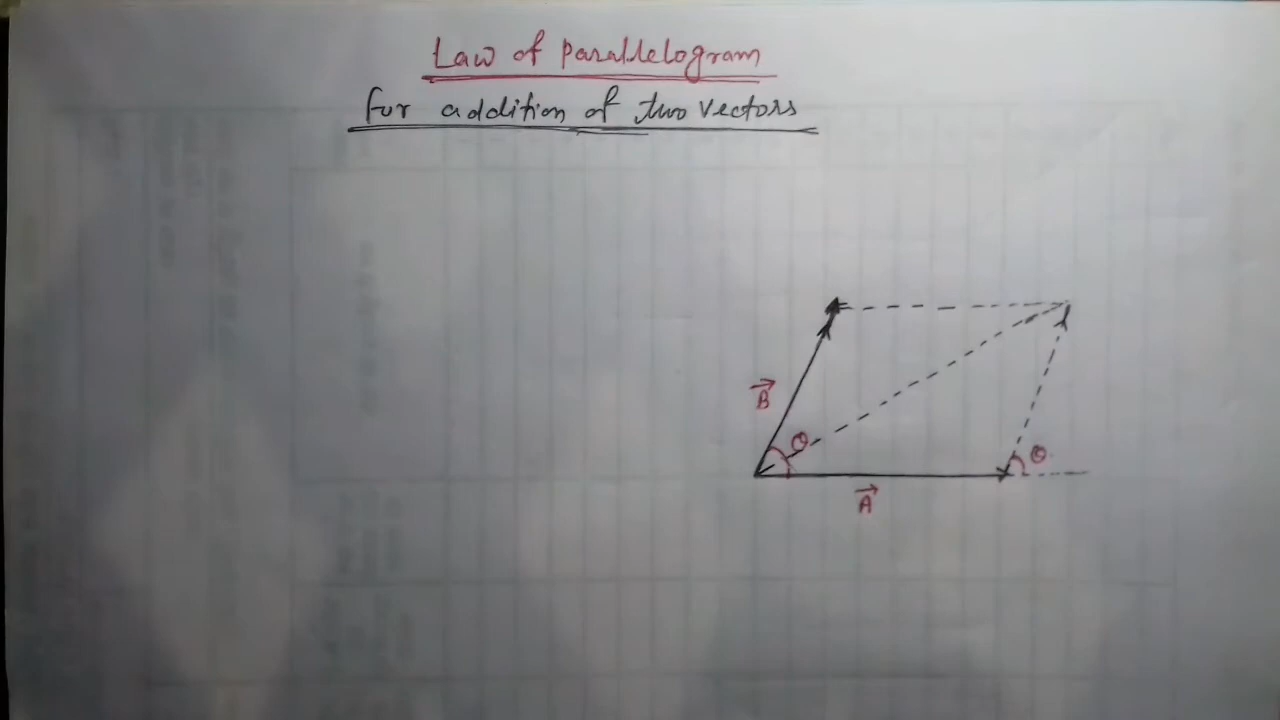 Law of Parallelogram
for addition of two vectors
B
θ
θ
A